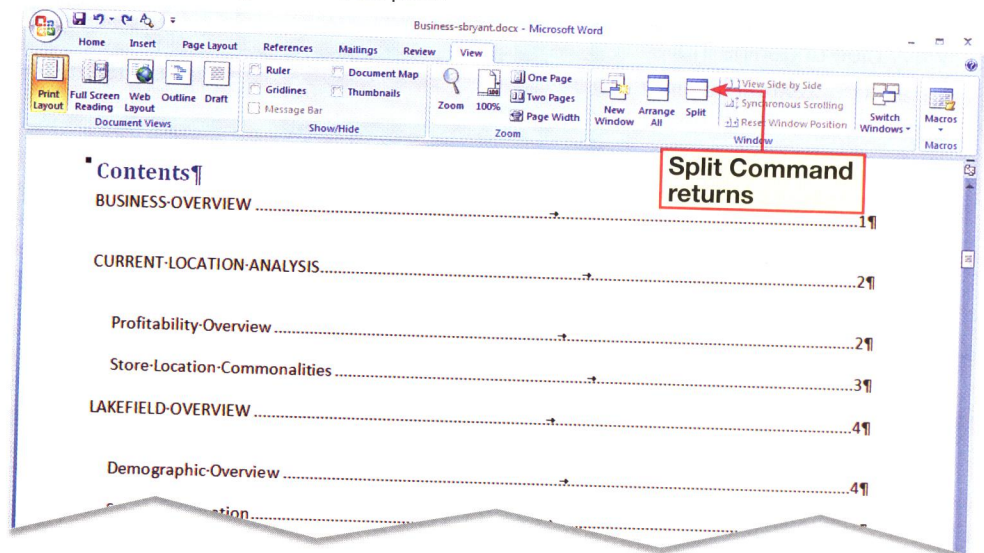 Business-sbryant.docx - Microsoft Word
Home Insert Page Layout References Mailings Review View
Print Layout
Full Screen Reading
Web Layout
Outline
Draft
Document Views
Ruler
Gridlines
Message Bar
Document Map
Thumbnails
Show/Hide
Zoom
100%
One Page
Two Pages
Page Width
Zoom
New Window
Arrange All
Split
View Side by Side
Synchronous Scrolling
Reset Window Position
Window
Switch Windows
Macros
Macros
Split Command
returns
Contents¶
BUSINESS·OVERVIEW ........ → ........1¶
CURRENT·LOCATION·ANALYSIS........ → ........2¶
Profitability·Overview ........ → ........2¶
Store·Location·Commonalities ........ → ........3¶
LAKEFIELD·OVERVIEW ........ → ........4¶
Demographic·Overview ........ → ........4¶